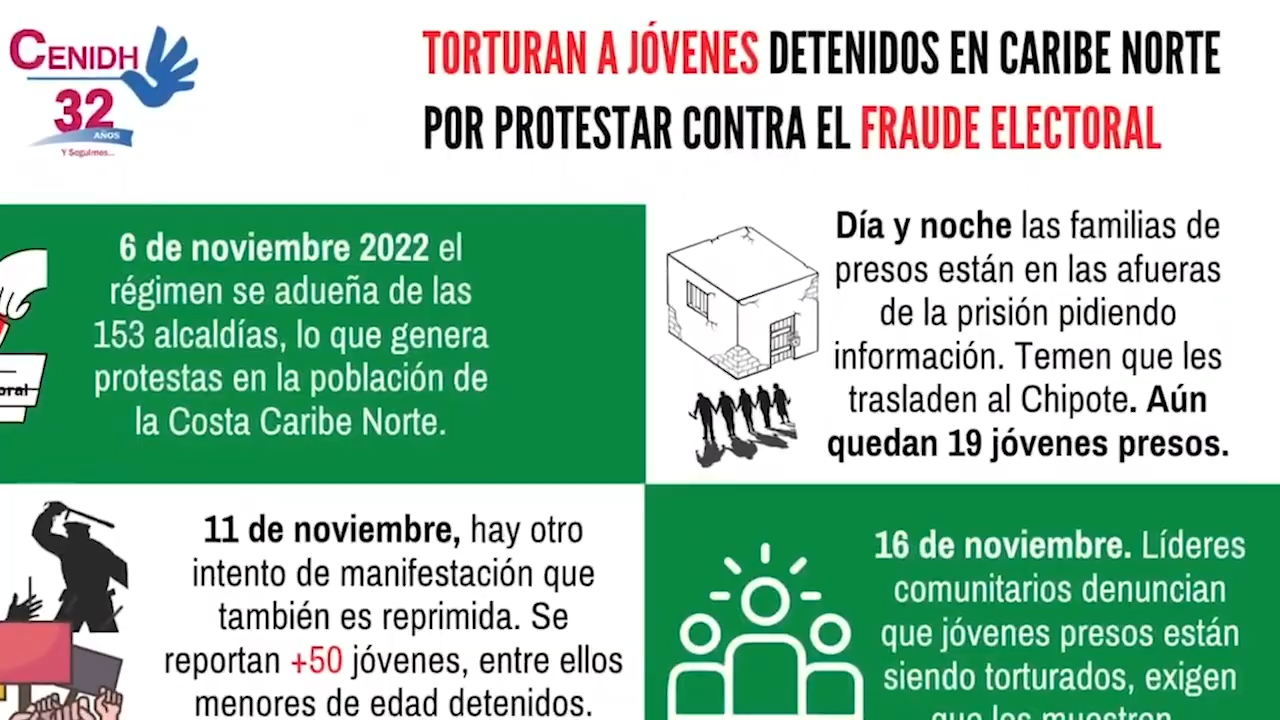 CENIDH
32
AÑOS
Y Seguimos...
TORTURAN A JÓVENES DETENIDOS EN CARIBE NORTE
POR PROTESTAR CONTRA EL FRAUDE ELECTORAL
6 de noviembre 2022 el
régimen se adueña de las
153 alcaldías, lo que genera
protestas en la población de
la Costa Caribe Norte.
Día y noche las familias de
presos están en las afueras
de la prisión pidiendo
información. Temen que les
trasladen al Chipote. Aún
quedan 19 jóvenes presos.
11 de noviembre, hay otro
intento de manifestación que
también es reprimida. Se
reportan +50 jóvenes, entre ellos
menores de edad detenidos.
16 de noviembre. Líderes
comunitarios denuncian
que jóvenes presos están
siendo torturados, exigen
que los muestren